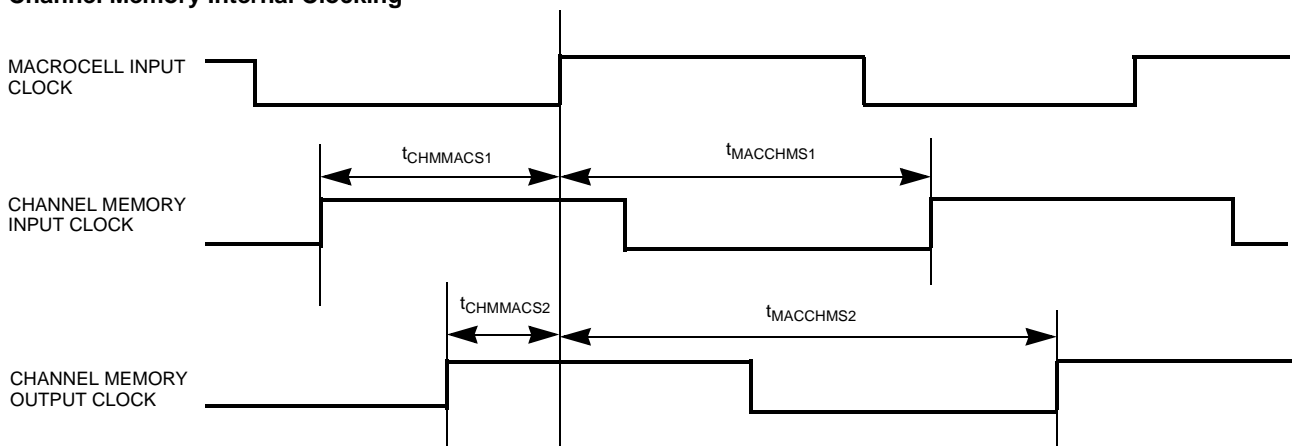 Channel Memory Internal Clocking
MACROCELL INPUT
CLOCK
tCHMMACS1
tMACCHMS1
CHANNEL MEMORY
INPUT CLOCK
tCHMMACS2
tMACCHMS2
CHANNEL MEMORY
OUTPUT CLOCK